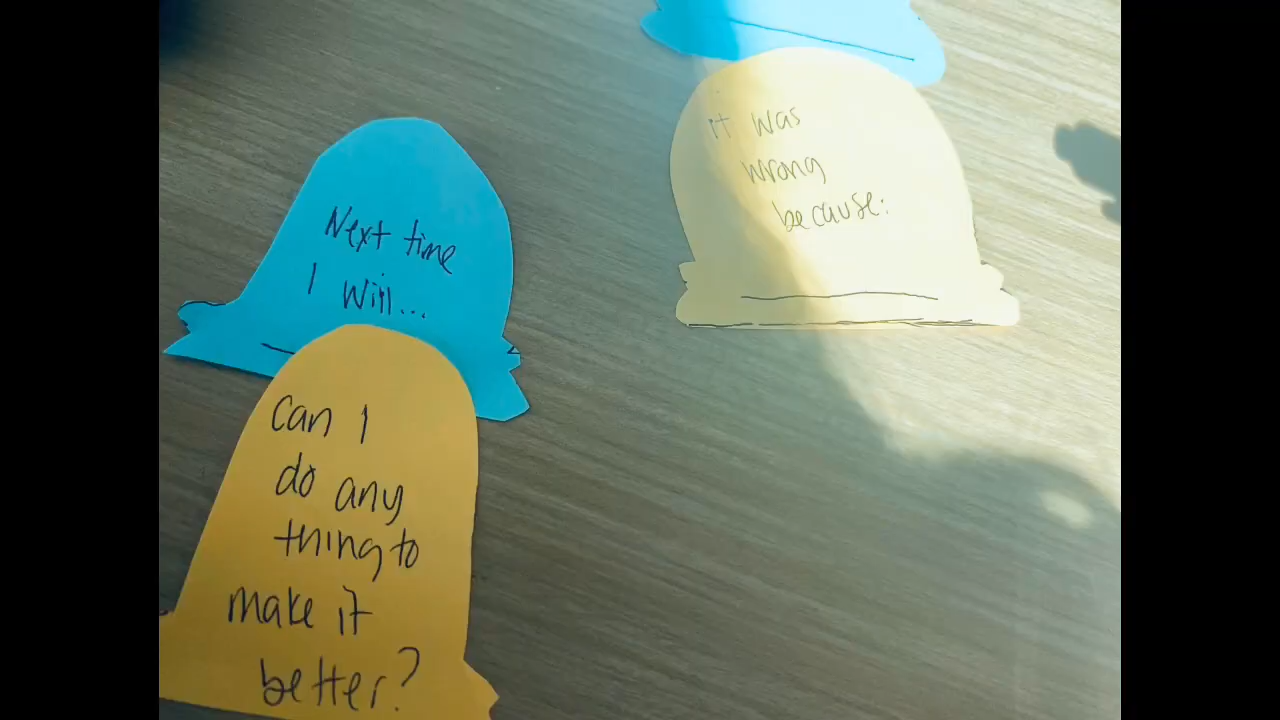 it was
wrong
because:
Next time
I will...
Can I
do any
thing to
make it
better?